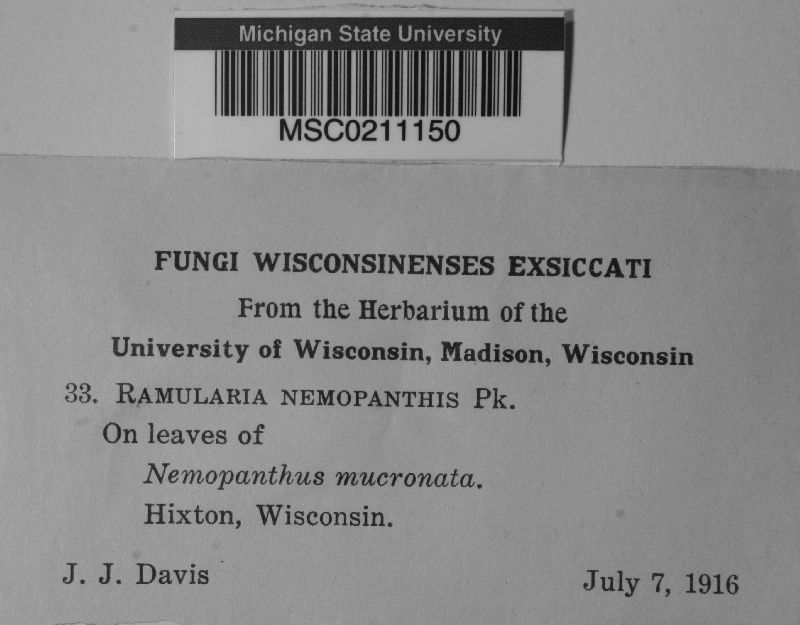 Michigan State University
MSC0211150
FUNGI WISCONSINENSES EXSICCATI
From the Herbarium of the
University of Wisconsin, Madison, Wisconsin
33. RAMULARIA NEMOPANTHIS Pk.
On leaves of
Nemopanthus mucronata.
Hixton, Wisconsin.
J. J. Davis July 7, 1916